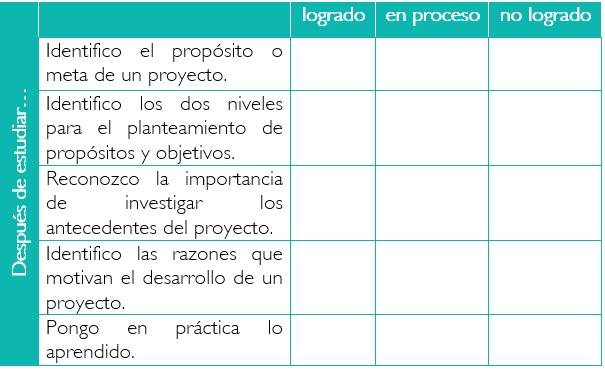 logrado en proceso no logrado
Después de estudiar…
Identifico el propósito o
meta de un proyecto.
Identifico los dos niveles
para el planteamiento de
propósitos y objetivos.
Reconozco la importancia
de investigar los
antecedentes del proyecto.
Identifico las razones que
motivan el desarrollo de un
proyecto.
Pongo en práctica lo
aprendido.